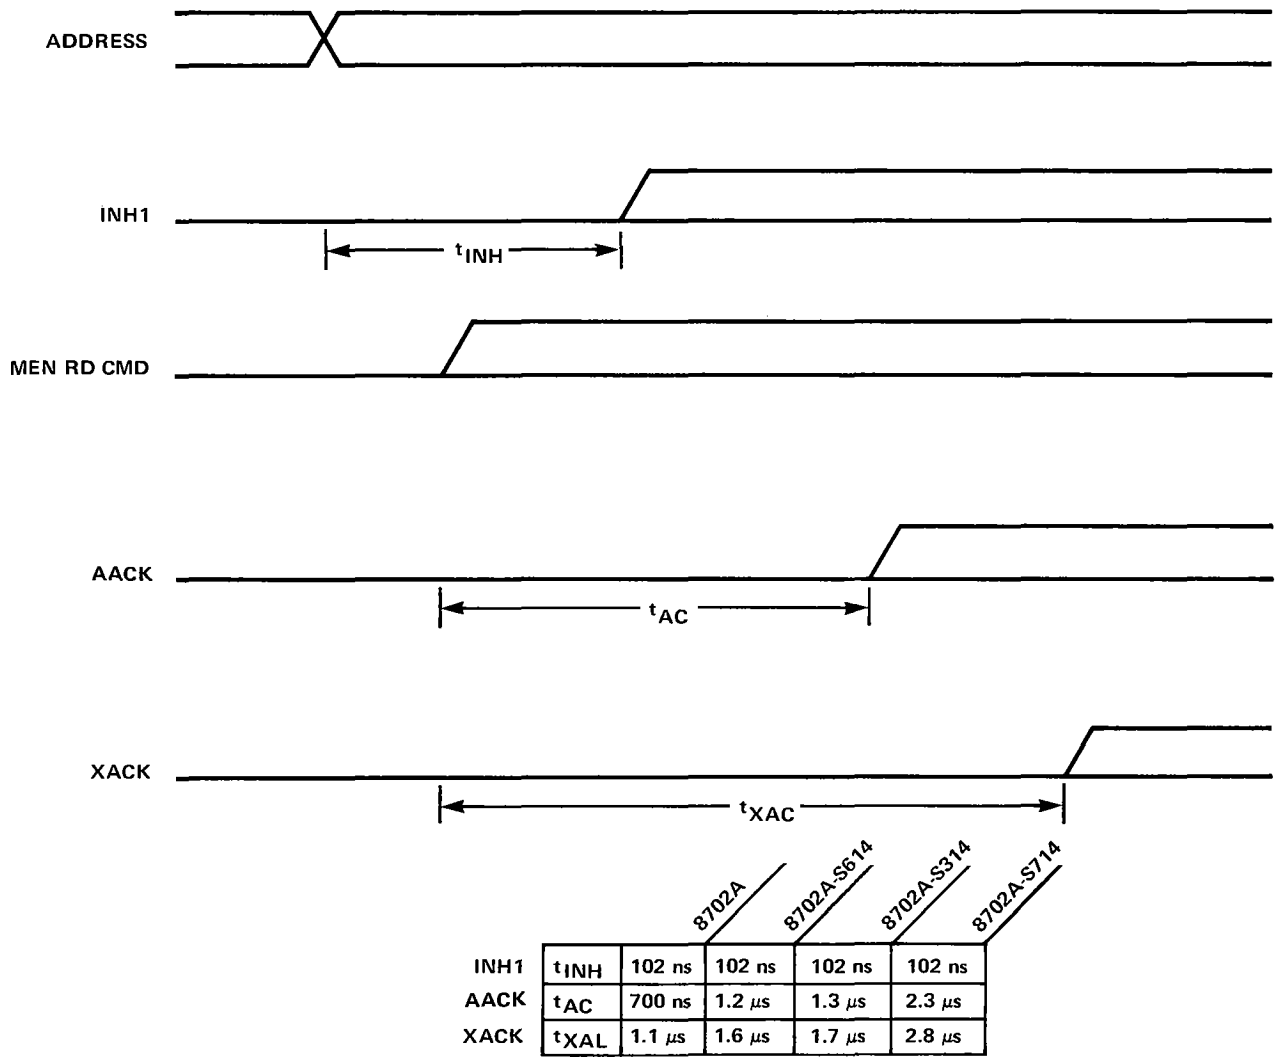 ADDRESS
INH1
tINH
MEN RD CMD
AACK
tAC
XACK
tXAC
8702A
8702A-S614
8702A-S314
8702A-S714
INH1 tINH 102 ns 102 ns 102 ns 102 ns
AACK tAC 700 ns 1.2 μs 1.3 μs 2.3 μs
XACK tXAL 1.1 μs 1.6 μs 1.7 μs 2.8 μs